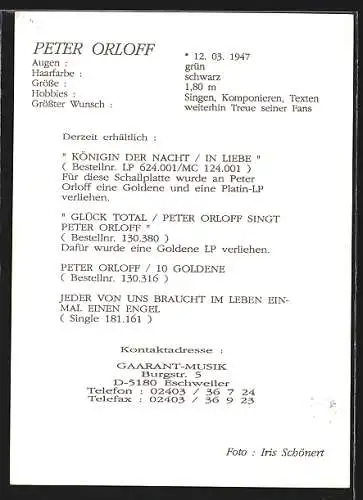 PETER ORLOFF
* 12. 03. 1947
Augen : grün
Haarfarbe : schwarz
Größe : 1,80 m
Hobbies : Singen, Komponieren, Texten
Größter Wunsch : weiterhin Treue seiner Fans
Derzeit erhältlich :
" KÖNIGIN DER NACHT / IN LIEBE "
( Bestellnr. LP 624.001/MC 124.001 )
Für diese Schallplatte wurde an Peter
Orloff eine Goldene und eine Platin-LP
verliehen.
" GLÜCK TOTAL / PETER ORLOFF SINGT
PETER ORLOFF "
( Bestellnr. 130.380 )
Dafür wurde eine Goldene LP verliehen.
PETER ORLOFF / 10 GOLDENE
( Bestellnr. 130.316 )
JEDER VON UNS BRAUCHT IM LEBEN EIN-
MAL EINEN ENGEL
( Single 181.161 )
Kontaktadresse :
GAARANT-MUSIK
Burgstr. 5
D-5180 Eschweiler
Telefon : 02403 / 36 7 24
Telefax : 02403 / 36 9 23
Foto : Iris Schönert